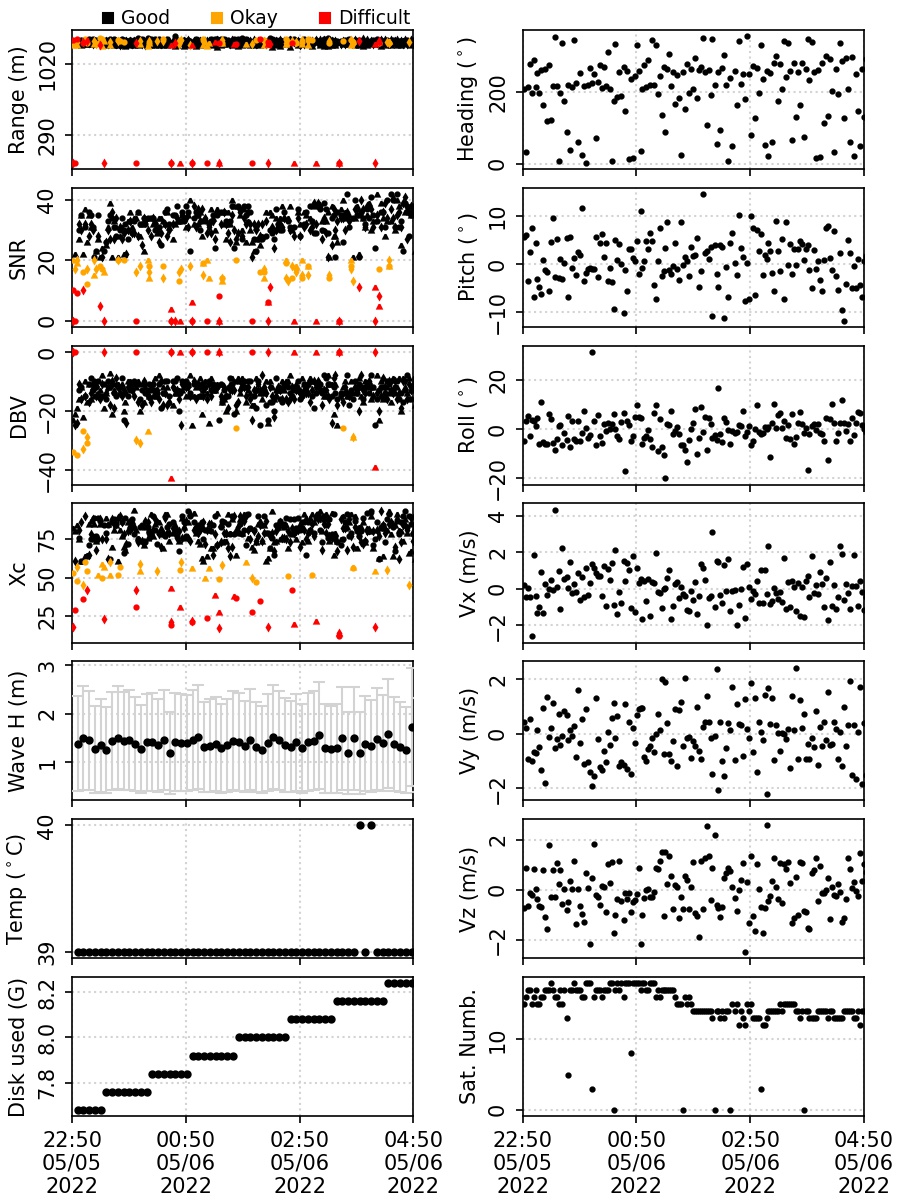 Good Okay Difficult
Range (m)
1020
290
Heading (°)
200
0
SNR
40
20
0
Pitch (°)
10
0
−10
DBV
0
−20
−40
Roll (°)
20
0
−20
Xc
75
50
25
Vx (m/s)
4
2
0
−2
Wave H (m)
3
2
1
Vy (m/s)
2
0
−2
Temp (°C)
40
39
Vz (m/s)
2
0
−2
Disk used (G)
8.2
8.0
7.8
Sat. Numb.
10
0
22:50 00:50 02:50 04:50
05/05 05/06 05/06 05/06
2022 2022 2022 2022
22:50 00:50 02:50 04:50
05/05 05/06 05/06 05/06
2022 2022 2022 2022